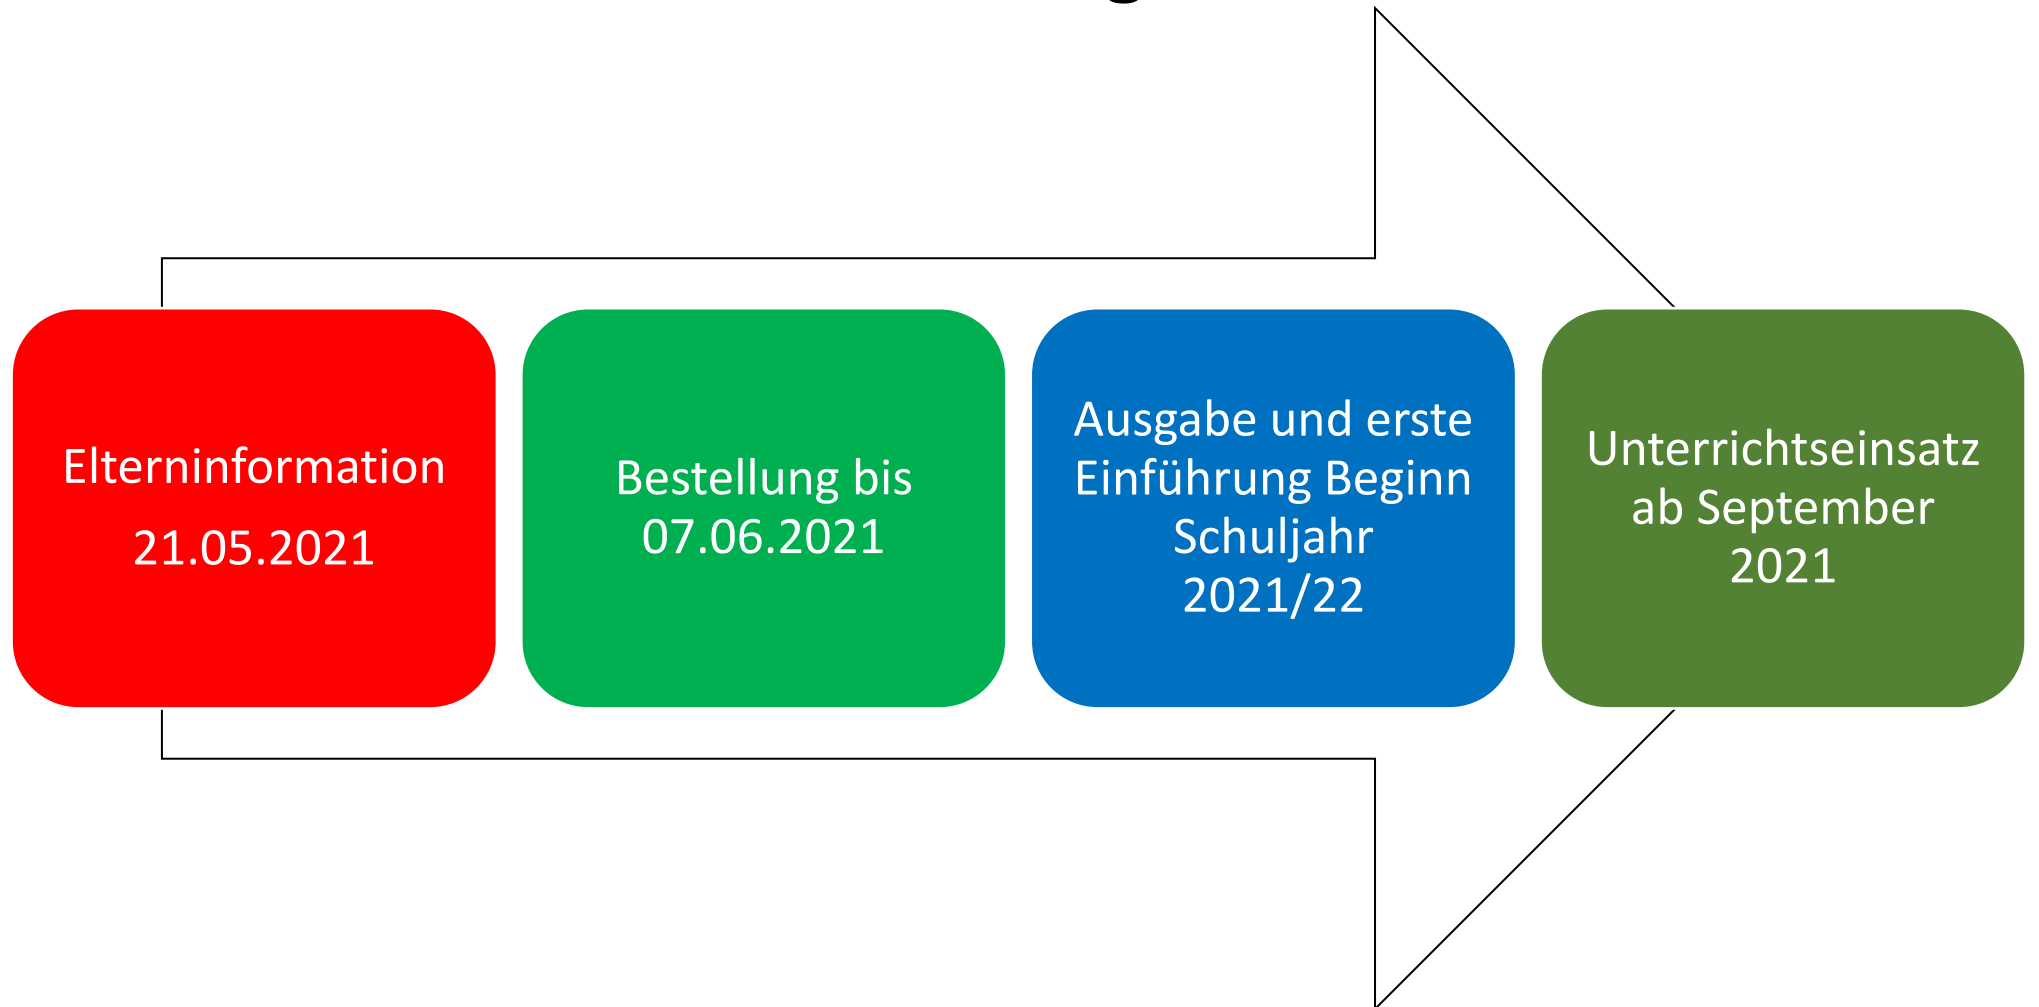 Elterninformation
21.05.2021
Bestellung bis
07.06.2021
Ausgabe und erste
Einführung Beginn
Schuljahr
2021/22
Unterrichtseinsatz
ab September
2021